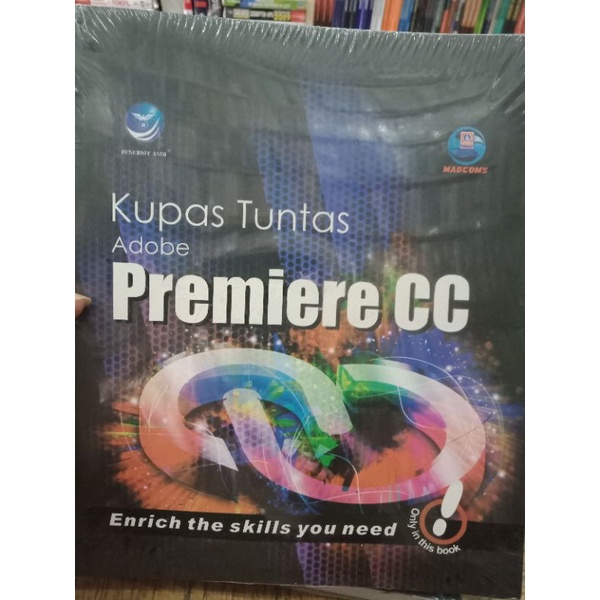 PENERBIT ANDI
MADCOMS
Kupas Tuntas
Adobe
Premiere CC
Enrich the skills you need
Only in this book
!